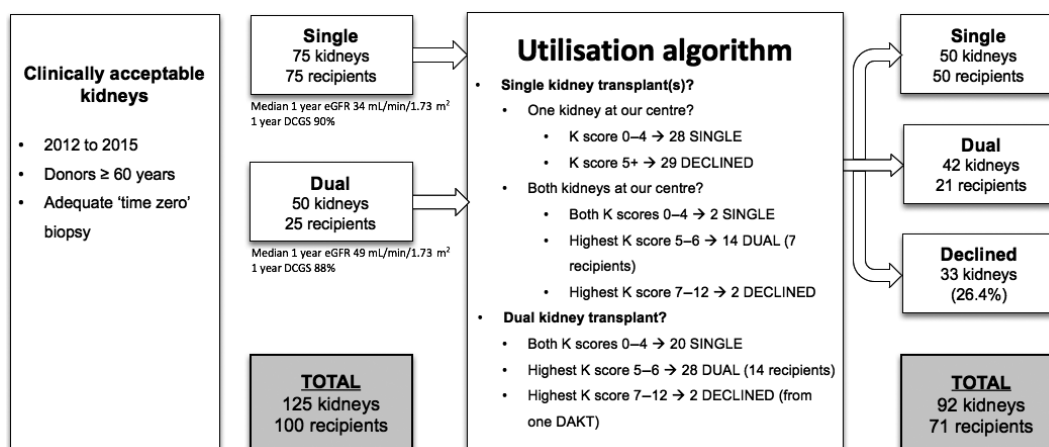 Clinically acceptable
kidneys
• 2012 to 2015
• Donors ≥ 60 years
• Adequate ‘time zero’
biopsy
Single
75 kidneys
75 recipients
Median 1 year eGFR 34 mL/min/1.73 m²
1 year DCGS 90%
Dual
50 kidneys
25 recipients
Median 1 year eGFR 49 mL/min/1.73 m²
1 year DCGS 88%
TOTAL
125 kidneys
100 recipients
Utilisation algorithm
• Single kidney transplant(s)?
• One kidney at our centre?
• K score 0–4 → 28 SINGLE
• K score 5+ → 29 DECLINED
• Both kidneys at our centre?
• Both K scores 0–4 → 2 SINGLE
• Highest K score 5–6 → 14 DUAL (7
recipients)
• Highest K score 7–12 → 2 DECLINED
• Dual kidney transplant?
• Both K scores 0–4 → 20 SINGLE
• Highest K score 5–6 → 28 DUAL (14 recipients)
• Highest K score 7–12 → 2 DECLINED (from
one DAKT)
Single
50 kidneys
50 recipients
Dual
42 kidneys
21 recipients
Declined
33 kidneys
(26.4%)
TOTAL
92 kidneys
71 recipients